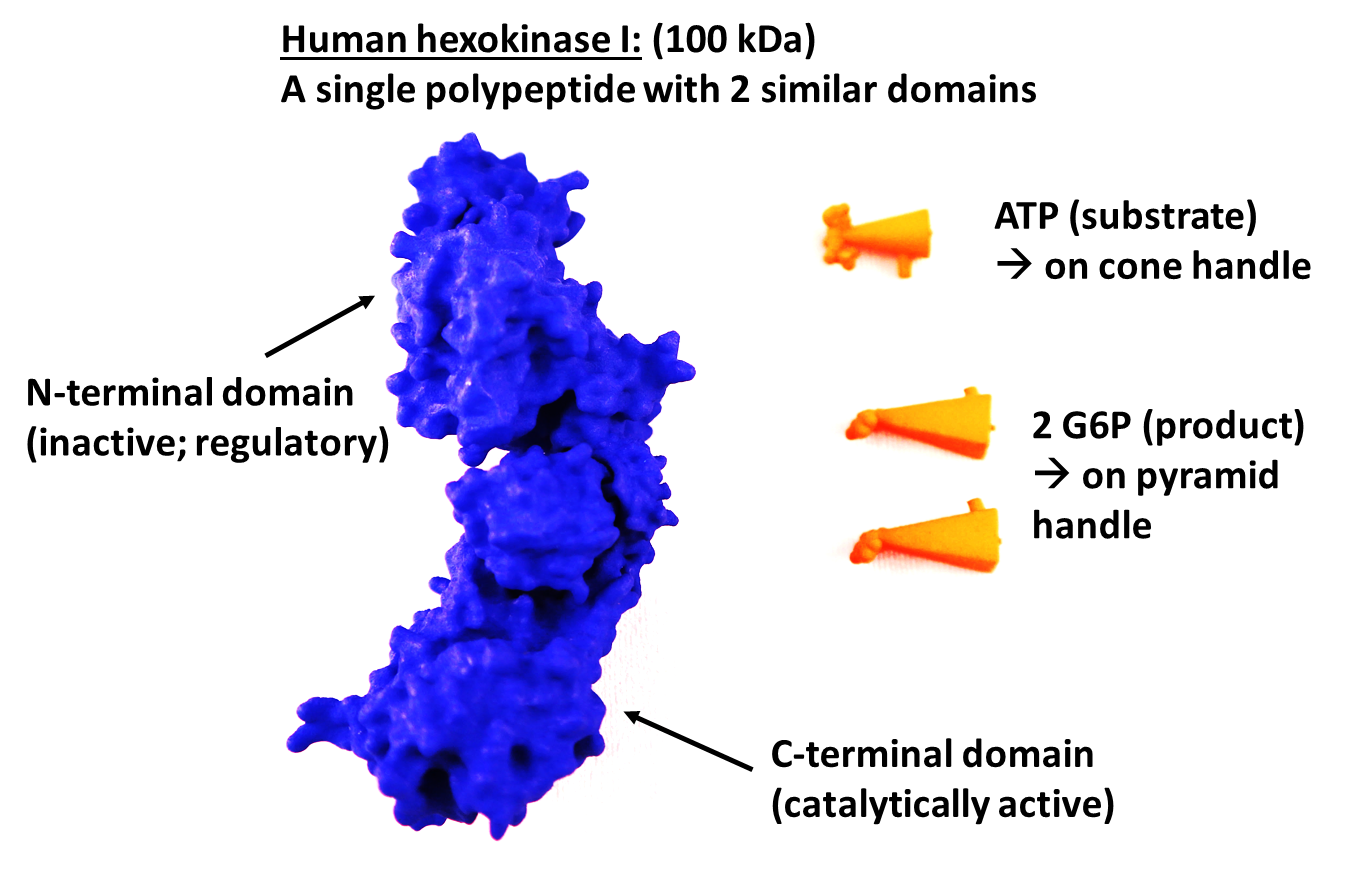 Human hexokinase I: (100 kDa)
A single polypeptide with 2 similar domains
ATP (substrate)
→ on cone handle
N-terminal domain
(inactive; regulatory)
2 G6P (product)
→ on pyramid
handle
C-terminal domain
(catalytically active)